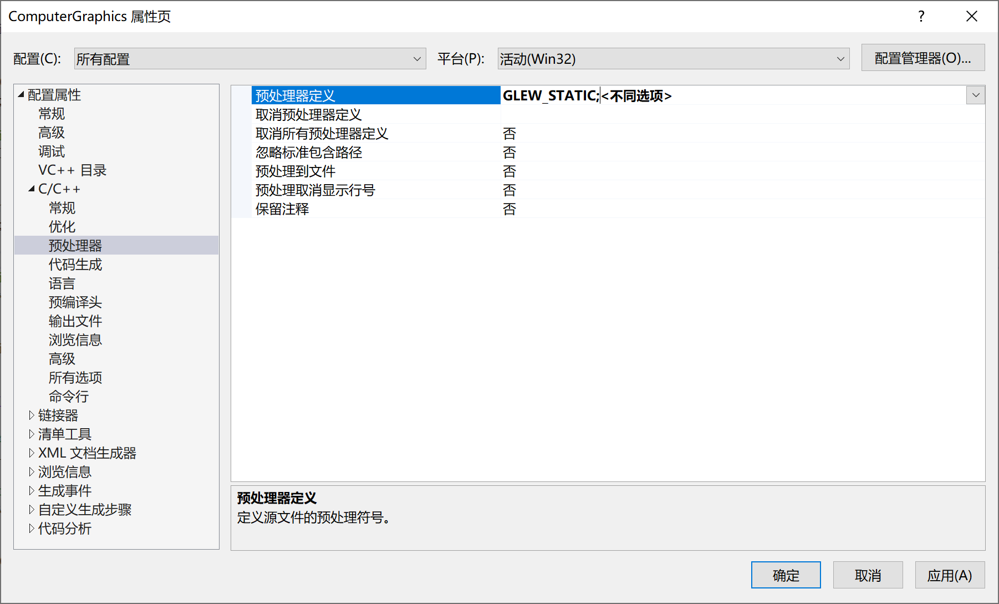 ComputerGraphics 属性页
?
配置(C):
所有配置
平台(P):
活动(Win32)
配置管理器(O)...
配置属性
常规
高级
调试
VC++ 目录
C/C++
常规
优化
预处理器
代码生成
语言
预编译头
输出文件
浏览信息
高级
所有选项
命令行
链接器
清单工具
XML 文档生成器
浏览信息
生成事件
自定义生成步骤
代码分析
预处理器定义 GLEW_STATIC;<不同选项>
取消预处理器定义
取消所有预处理器定义 否
忽略标准包含路径 否
预处理到文件 否
预处理取消显示行号 否
保留注释 否
预处理器定义
定义源文件的预处理符号。
确定
取消
应用(A)